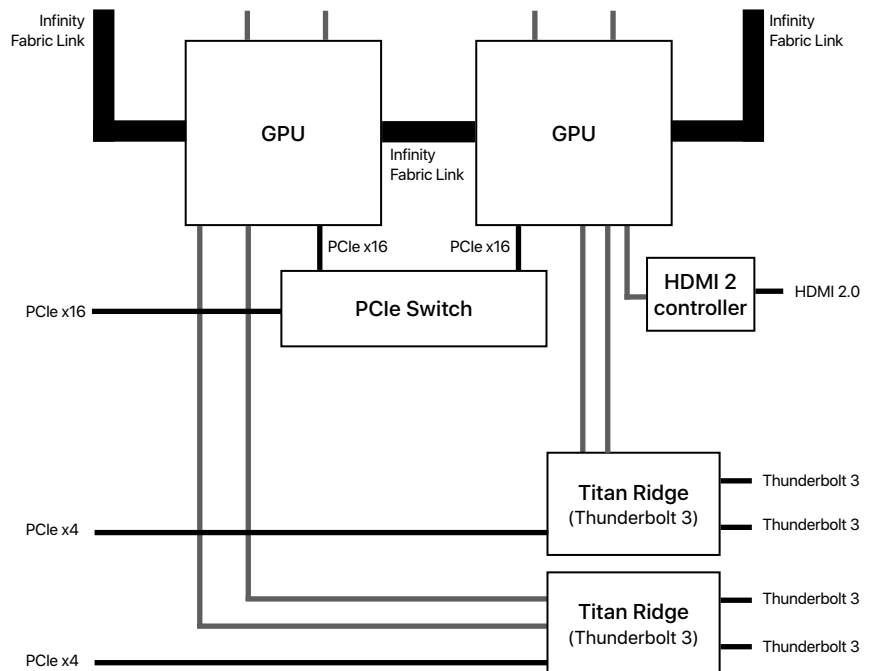 Infinity
Fabric Link
Infinity
Fabric Link
GPU
GPU
Infinity
Fabric Link
PCIe x16
PCIe x16
HDMI 2
controller
HDMI 2.0
PCIe x16
PCIe Switch
Titan Ridge
(Thunderbolt 3)
Thunderbolt 3
Thunderbolt 3
PCIe x4
Titan Ridge
(Thunderbolt 3)
Thunderbolt 3
Thunderbolt 3
PCIe x4